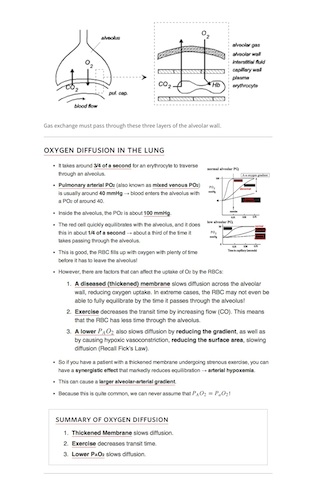 alveolus
O2
CO2
pul. cap.
blood flow
O2
CO2
Hb
alveolar gas
alveolar wall
interstitial fluid
capillary wall
plasma
erythrocyte
Gas exchange must pass through these three layers of the alveolar wall.
OXYGEN DIFFUSION IN THE LUNG
• It takes around 3/4 of a second for an erythrocyte to traverse
through an alveolus.
• Pulmonary arterial PO2 (also known as mixed venous PO2)
is usually around 40 mmHg → blood enters the alveolus with
a PO2 of around 40.
• Inside the alveolus, the PO2 is about 100 mmHg.
• The red cell quickly equilibrates with the alveolus, and it does
this in about 1/4 of a second → about a third of the time it
takes passing through the alveolus.
• This is good, the RBC fills up with oxygen with plenty of time
before it has to leave the alveolus!
• However, there are factors that can affect the uptake of O2 by the RBCs:
1. A diseased (thickened) membrane slows diffusion across the alveolar
wall, reducing oxygen uptake. In extreme cases, the RBC may not even be
able to fully equilibrate by the time it passes through the alveolus!
2. Exercise decreases the transit time by increasing flow (CO). This means
that the RBC has less time through the alveolus.
3. A lower PAO2 also slows diffusion by reducing the gradient, as well as
by causing hypoxic vasoconstriction, reducing the surface area, slowing
diffusion (Recall Fick's Law).
• So if you have a patient with a thickened membrane undergoing strenous exercise, you can
have a synergistic effect that markedly reduces equilibration → arterial hypoxemia.
• This can cause a larger alveolar-arterial gradient.
• Because this is quite common, we can never assume that PAO2 = PaO2!
SUMMARY OF OXYGEN DIFFUSION
1. Thickened Membrane slows diffusion.
2. Exercise decreases transit time.
3. Lower PAO2 slows diffusion.